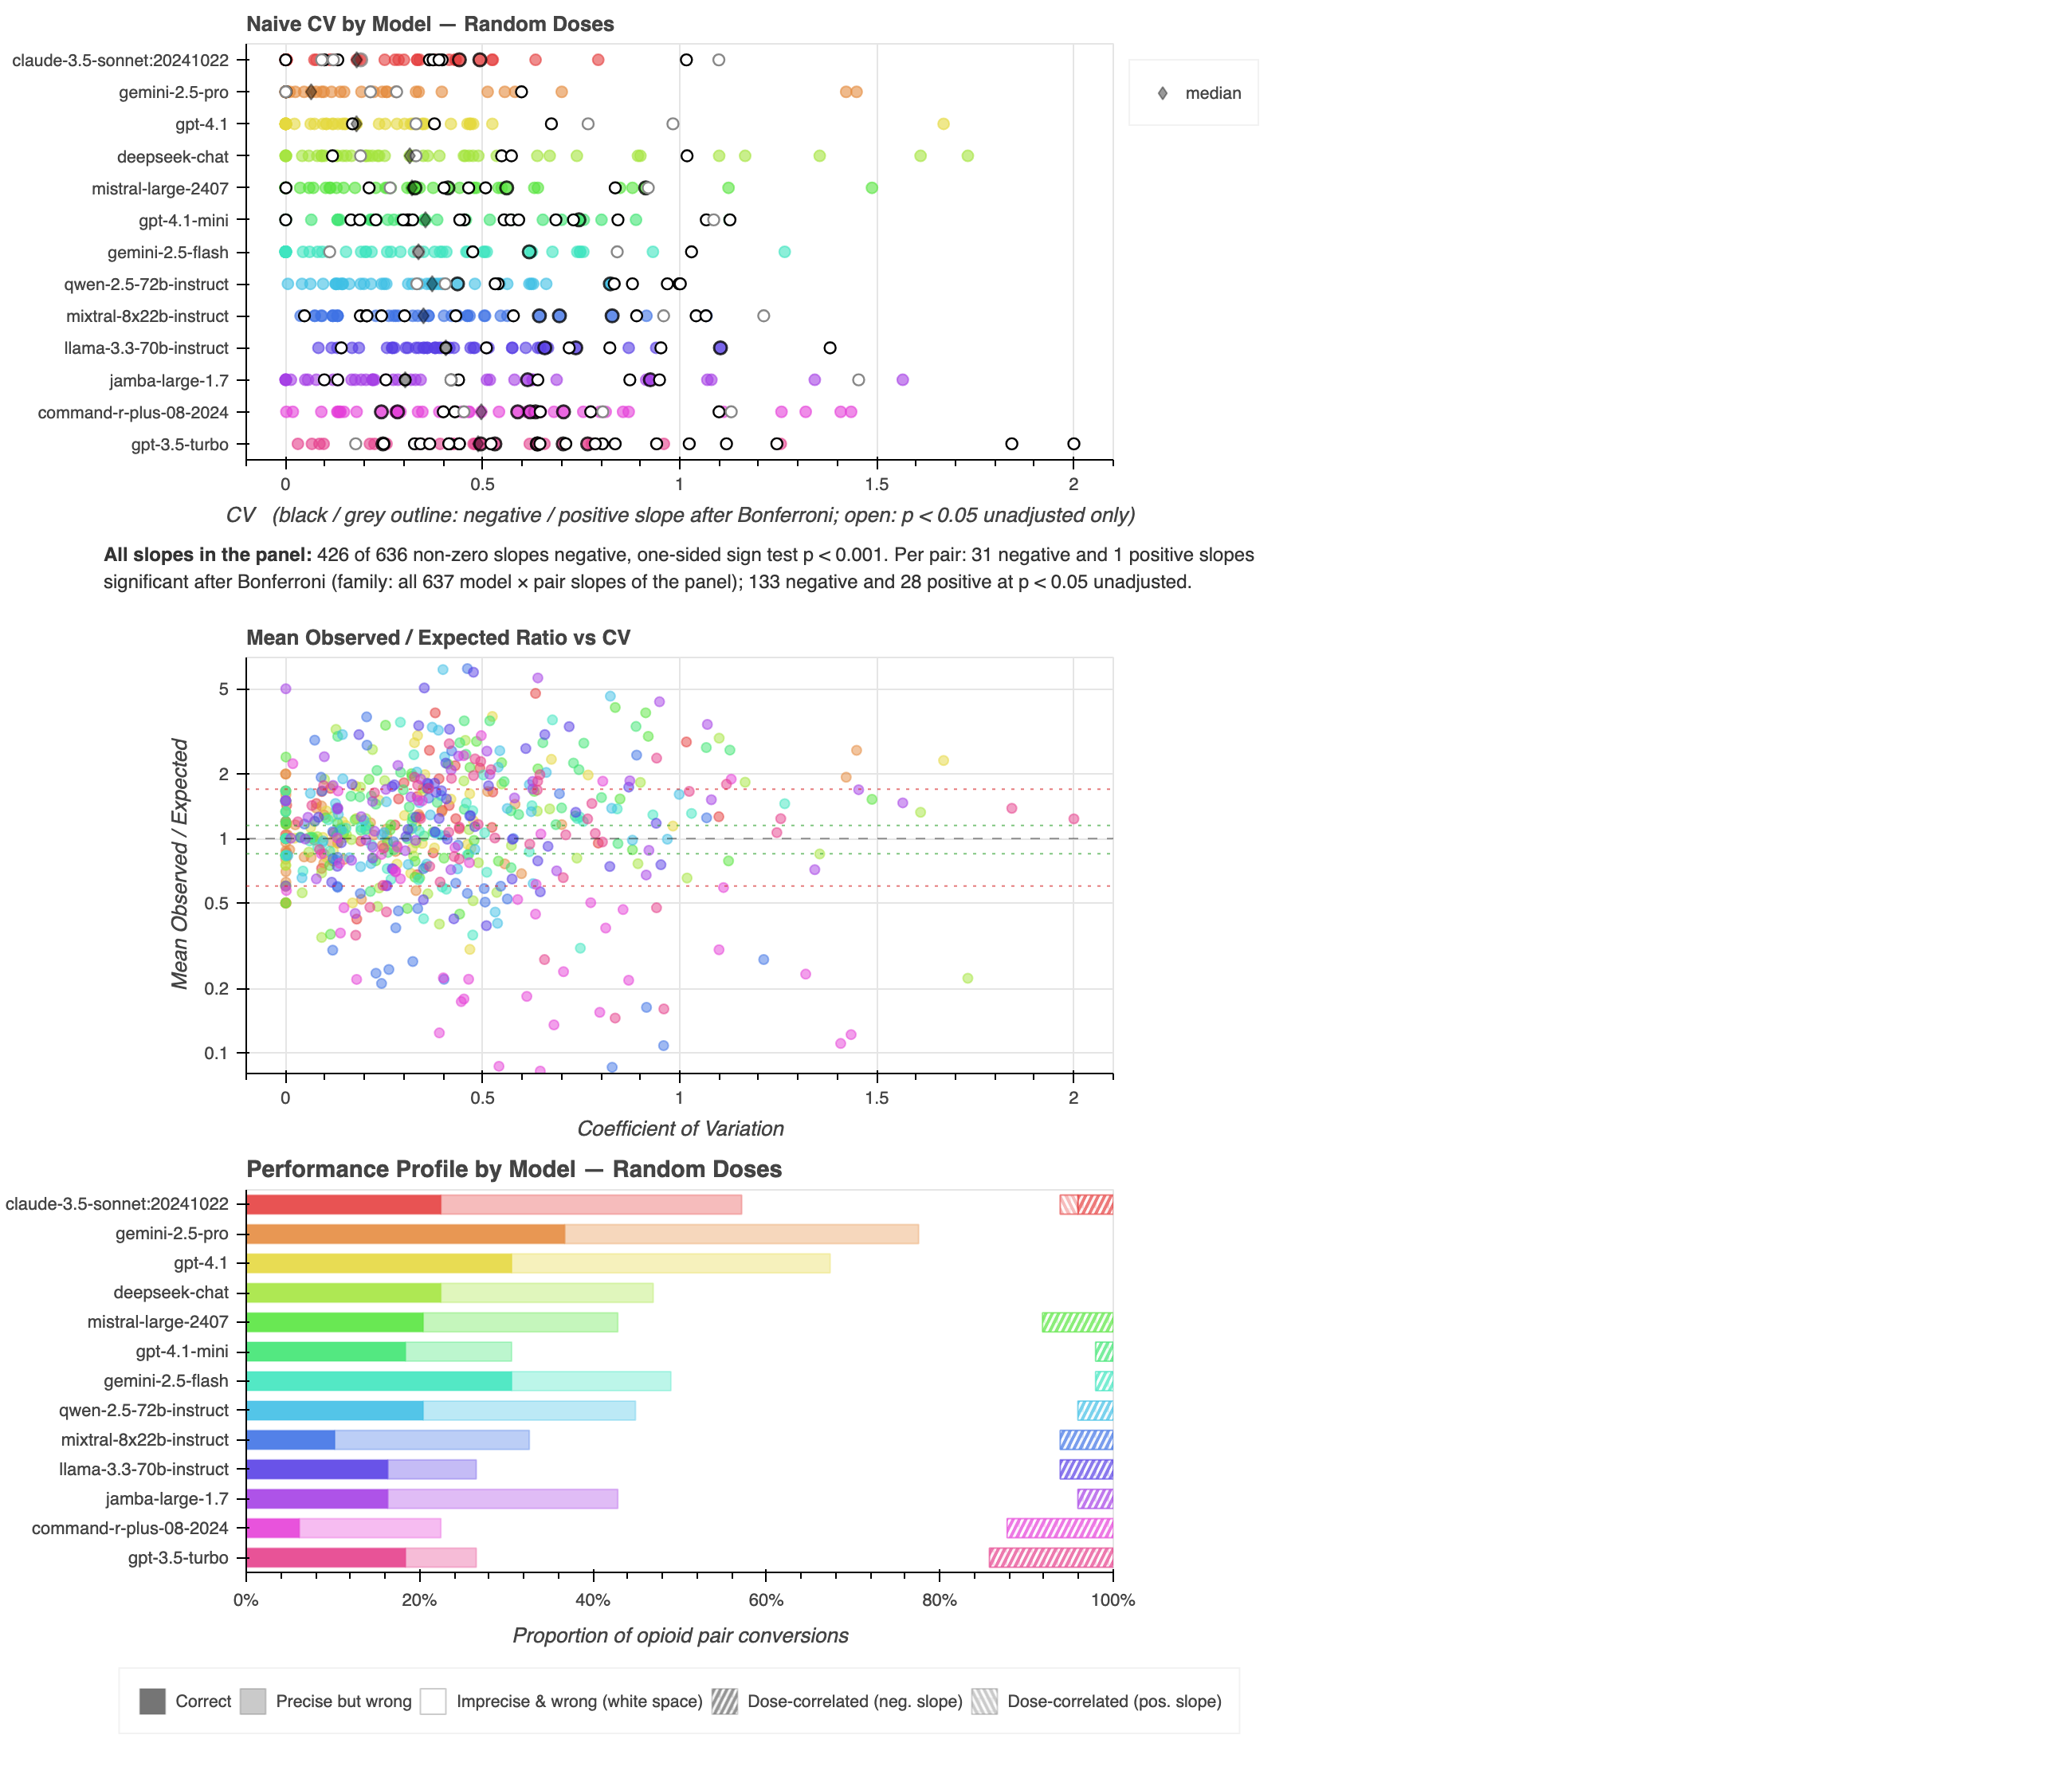 Naive CV by Model — Random Doses
claude-3.5-sonnet:20241022
gemini-2.5-pro
gpt-4.1
deepseek-chat
mistral-large-2407
gpt-4.1-mini
gemini-2.5-flash
qwen-2.5-72b-instruct
mixtral-8x22b-instruct
llama-3.3-70b-instruct
jamba-large-1.7
command-r-plus-08-2024
gpt-3.5-turbo
median
0 0.5 1 1.5 2
CV (black / grey outline: negative / positive slope after Bonferroni; open: p < 0.05 unadjusted only)
All slopes in the panel: 426 of 636 non-zero slopes negative, one-sided sign test p < 0.001. Per pair: 31 negative and 1 positive slopes
significant after Bonferroni (family: all 637 model × pair slopes of the panel); 133 negative and 28 positive at p < 0.05 unadjusted.
Mean Observed / Expected Ratio vs CV
Mean Observed / Expected
5
2
1
0.5
0.2
0.1
0 0.5 1 1.5 2
Coefficient of Variation
Performance Profile by Model — Random Doses
claude-3.5-sonnet:20241022
gemini-2.5-pro
gpt-4.1
deepseek-chat
mistral-large-2407
gpt-4.1-mini
gemini-2.5-flash
qwen-2.5-72b-instruct
mixtral-8x22b-instruct
llama-3.3-70b-instruct
jamba-large-1.7
command-r-plus-08-2024
gpt-3.5-turbo
0% 20% 40% 60% 80% 100%
Proportion of opioid pair conversions
Correct Precise but wrong Imprecise & wrong (white space) Dose-correlated (neg. slope) Dose-correlated (pos. slope)